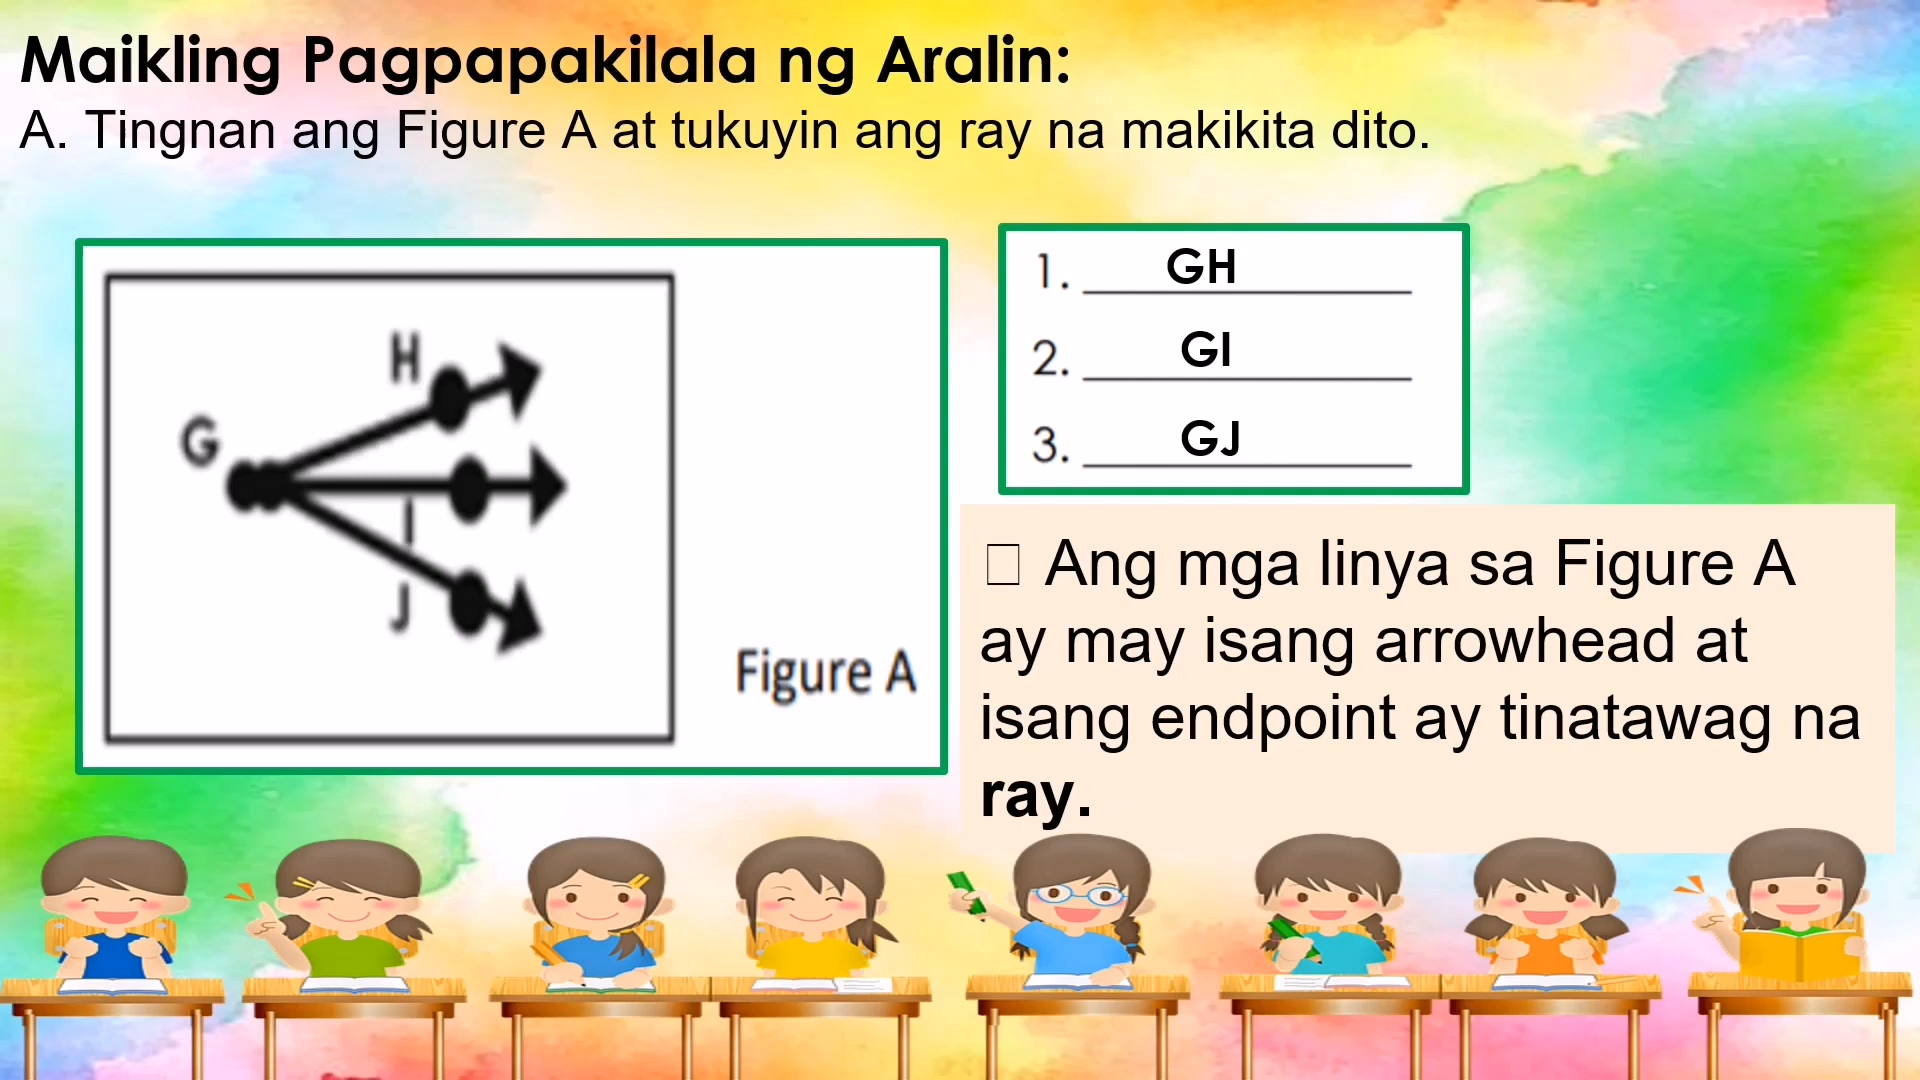 Maikling Pagpapakilala ng Aralin:
A. Tingnan ang Figure A at tukuyin ang ray na makikita dito.
H
G
I
J
Figure A
1. GH
2. GI
3. GJ
Ang mga linya sa Figure A
ay may isang arrowhead at
isang endpoint ay tinatawag na
ray.